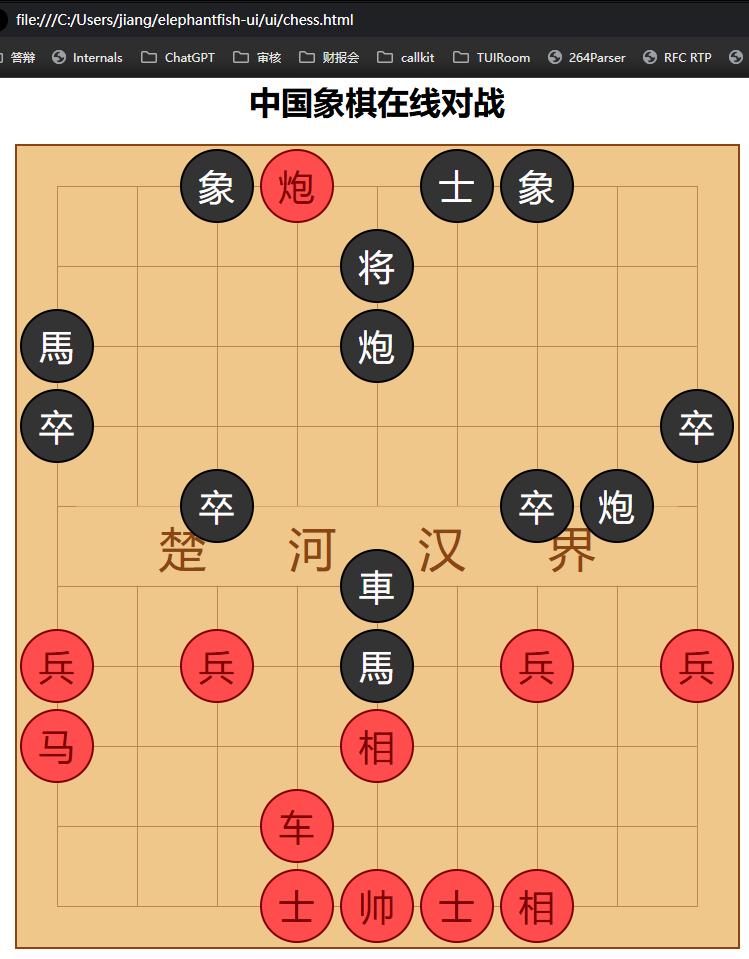 file:///C:/Users/jiang/elephantfish-ui/ui/chess.html
答辩 Internals ChatGPT 审核 财报会 callkit TUIRoom 264Parser RFC RTP
中国象棋在线对战
象 炮 士 象
将
馬 炮
卒 卒
卒 卒 炮
楚 河 汉 界
車
兵 兵 馬 兵 兵
马 相
车
士 帅 士 相